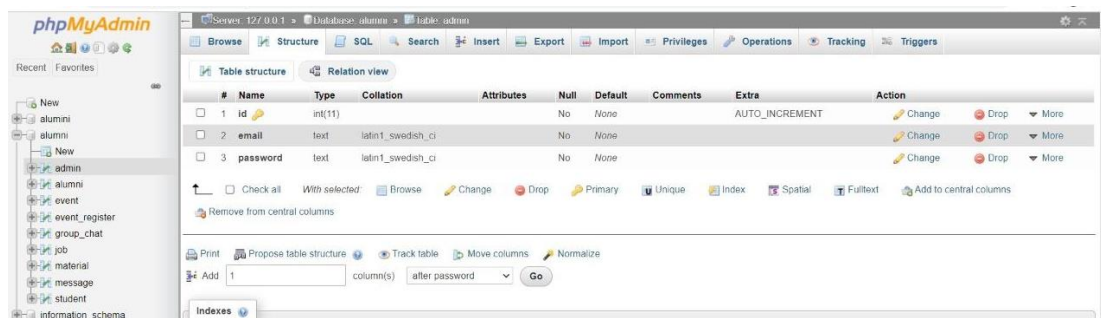 phpMyAdmin
Recent Favorites
New
alumini
alumni
New
admin
alumni
event
event_register
group_chat
job
material
message
student
information_schema
Server: 127.0.0.1 » Database: alumni » Table: admin
Browse Structure SQL Search Insert Export Import Privileges Operations Tracking Triggers
Table structure Relation view
# Name Type Collation Attributes Null Default Comments Extra Action
1 id int(11) No None AUTO_INCREMENT Change Drop More
2 email text latin1_swedish_ci No None Change Drop More
3 password text latin1_swedish_ci No None Change Drop More
Check all With selected: Browse Change Drop Primary Unique Index Spatial Fulltext Add to central columns
Remove from central columns
Print Propose table structure Track table Move columns Normalize
Add 1 column(s) after password Go
Indexes